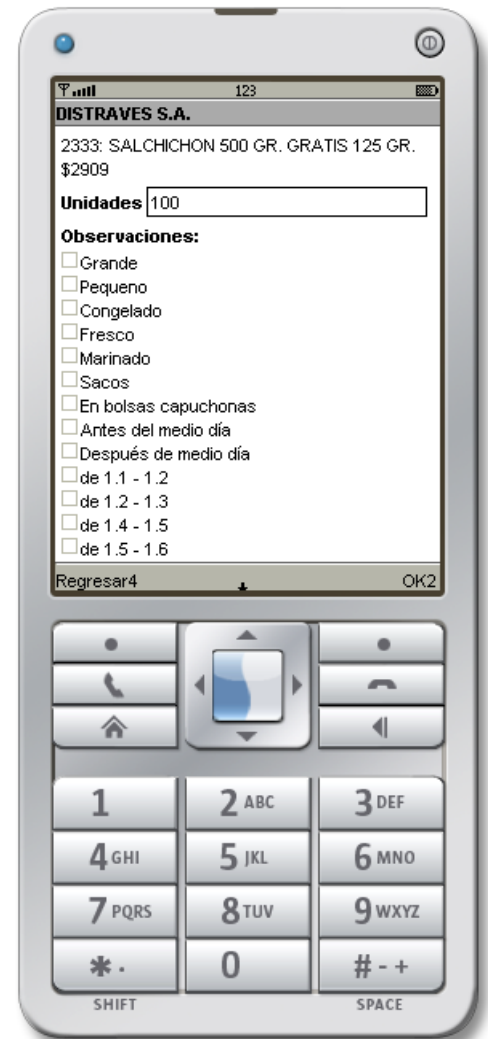 123
DISTRAVES S.A.
2333: SALCHICHON 500 GR. GRATIS 125 GR.
$2909
Unidades 100
Observaciones:
Grande
Pequeno
Congelado
Fresco
Marinado
Sacos
En bolsas capuchonas
Antes del medio día
Después de medio día
de 1.1 - 1.2
de 1.2 - 1.3
de 1.4 - 1.5
de 1.5 - 1.6
Regresar4 OK2
1 2 ABC 3 DEF
4 GHI 5 JKL 6 MNO
7 PQRS 8 TUV 9 WXYZ
* . 0 # - +
SHIFT SPACE